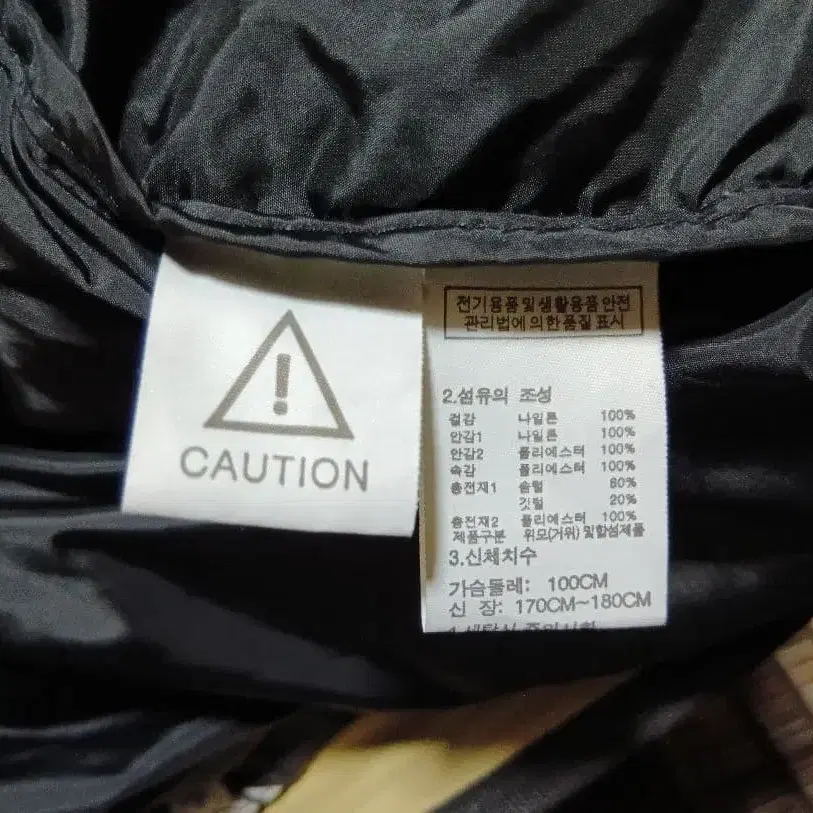 CAUTION
전기용품및생활용품안전
관리법에의한품질표시
2.섬유의 조성
겉감 나일론 100%
안감1 나일론 100%
안감2 폴리에스터 100%
속감 폴리에스터 100%
충전재1 솜털 80%
깃털 20%
충전재2 폴리에스터 100%
제품구분 위모(거위)및합성제품
3.신체치수
가슴둘레: 100CM
신 장: 170CM~180CM